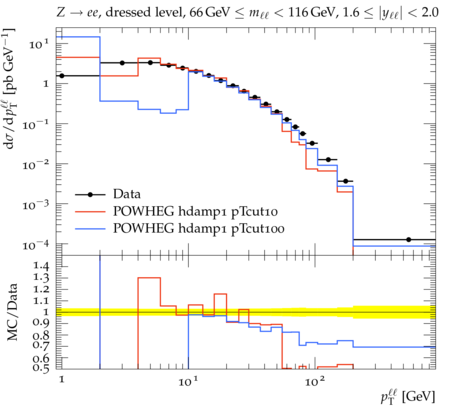 Z → ee, dressed level, 66 GeV ≤ mℓℓ < 116 GeV, 1.6 ≤ |yℓℓ| < 2.0
dσ/dpTℓℓ [pb GeV⁻¹]
10¹
1
10⁻¹
10⁻²
10⁻³
10⁻⁴
Data
POWHEG hdamp1 pTcut10
POWHEG hdamp1 pTcut100
MC/Data
1.4
1.3
1.2
1.1
1
0.9
0.8
0.7
0.6
0.5
1 10¹ 10²
pTℓℓ [GeV]